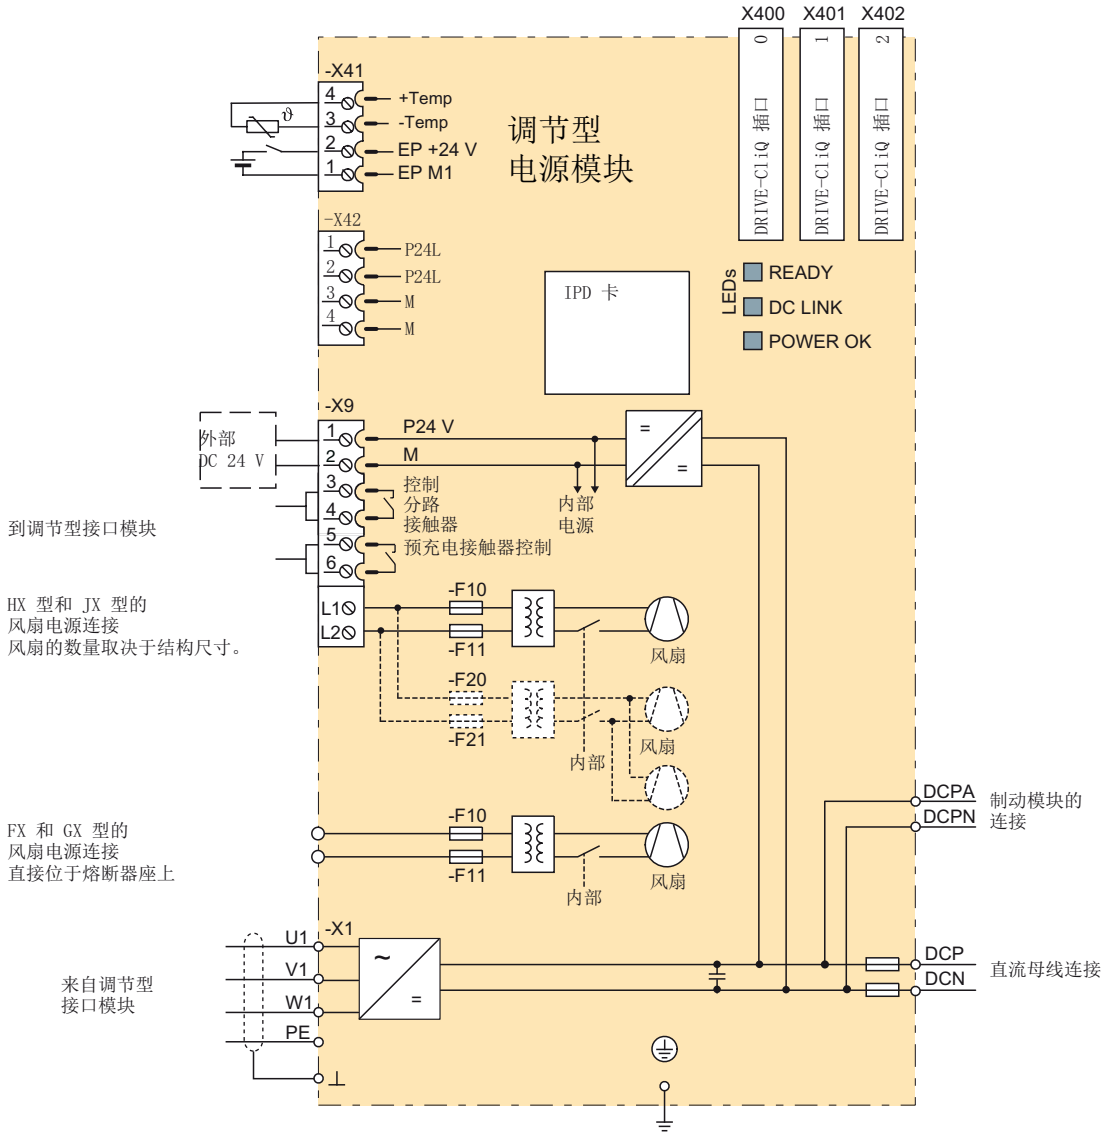 X400 X401 X402
0 1 2
DRIVE-CliQ 插口
DRIVE-CliQ 插口
DRIVE-CliQ 插口
-X41
4 +Temp
3 -Temp
2 EP +24 V
1 EP M1
ϑ
调节型
电源模块
-X42
1 P24L
2 P24L
3 M
4 M
IPD 卡
LEDs
READY
DC LINK
POWER OK
-X9
外部
DC 24 V
1 P24 V
2 M
3 控制
分路
4 接触器
5 预充电接触器控制
6
=
=
内部
电源
到调节型接口模块
HX 型和 JX 型的
风扇电源连接
风扇的数量取决于结构尺寸。
L1
L2
-F10
-F11
风扇
-F20
-F21
风扇
内部
FX 和 GX 型的
风扇电源连接
直接位于熔断器座上
-F10
-F11
风扇
内部
DCPA
DCPN
制动模块的
连接
-X1
U1
V1
W1
PE
~
=
来自调节型
接口模块
DCP
DCN
直流母线连接